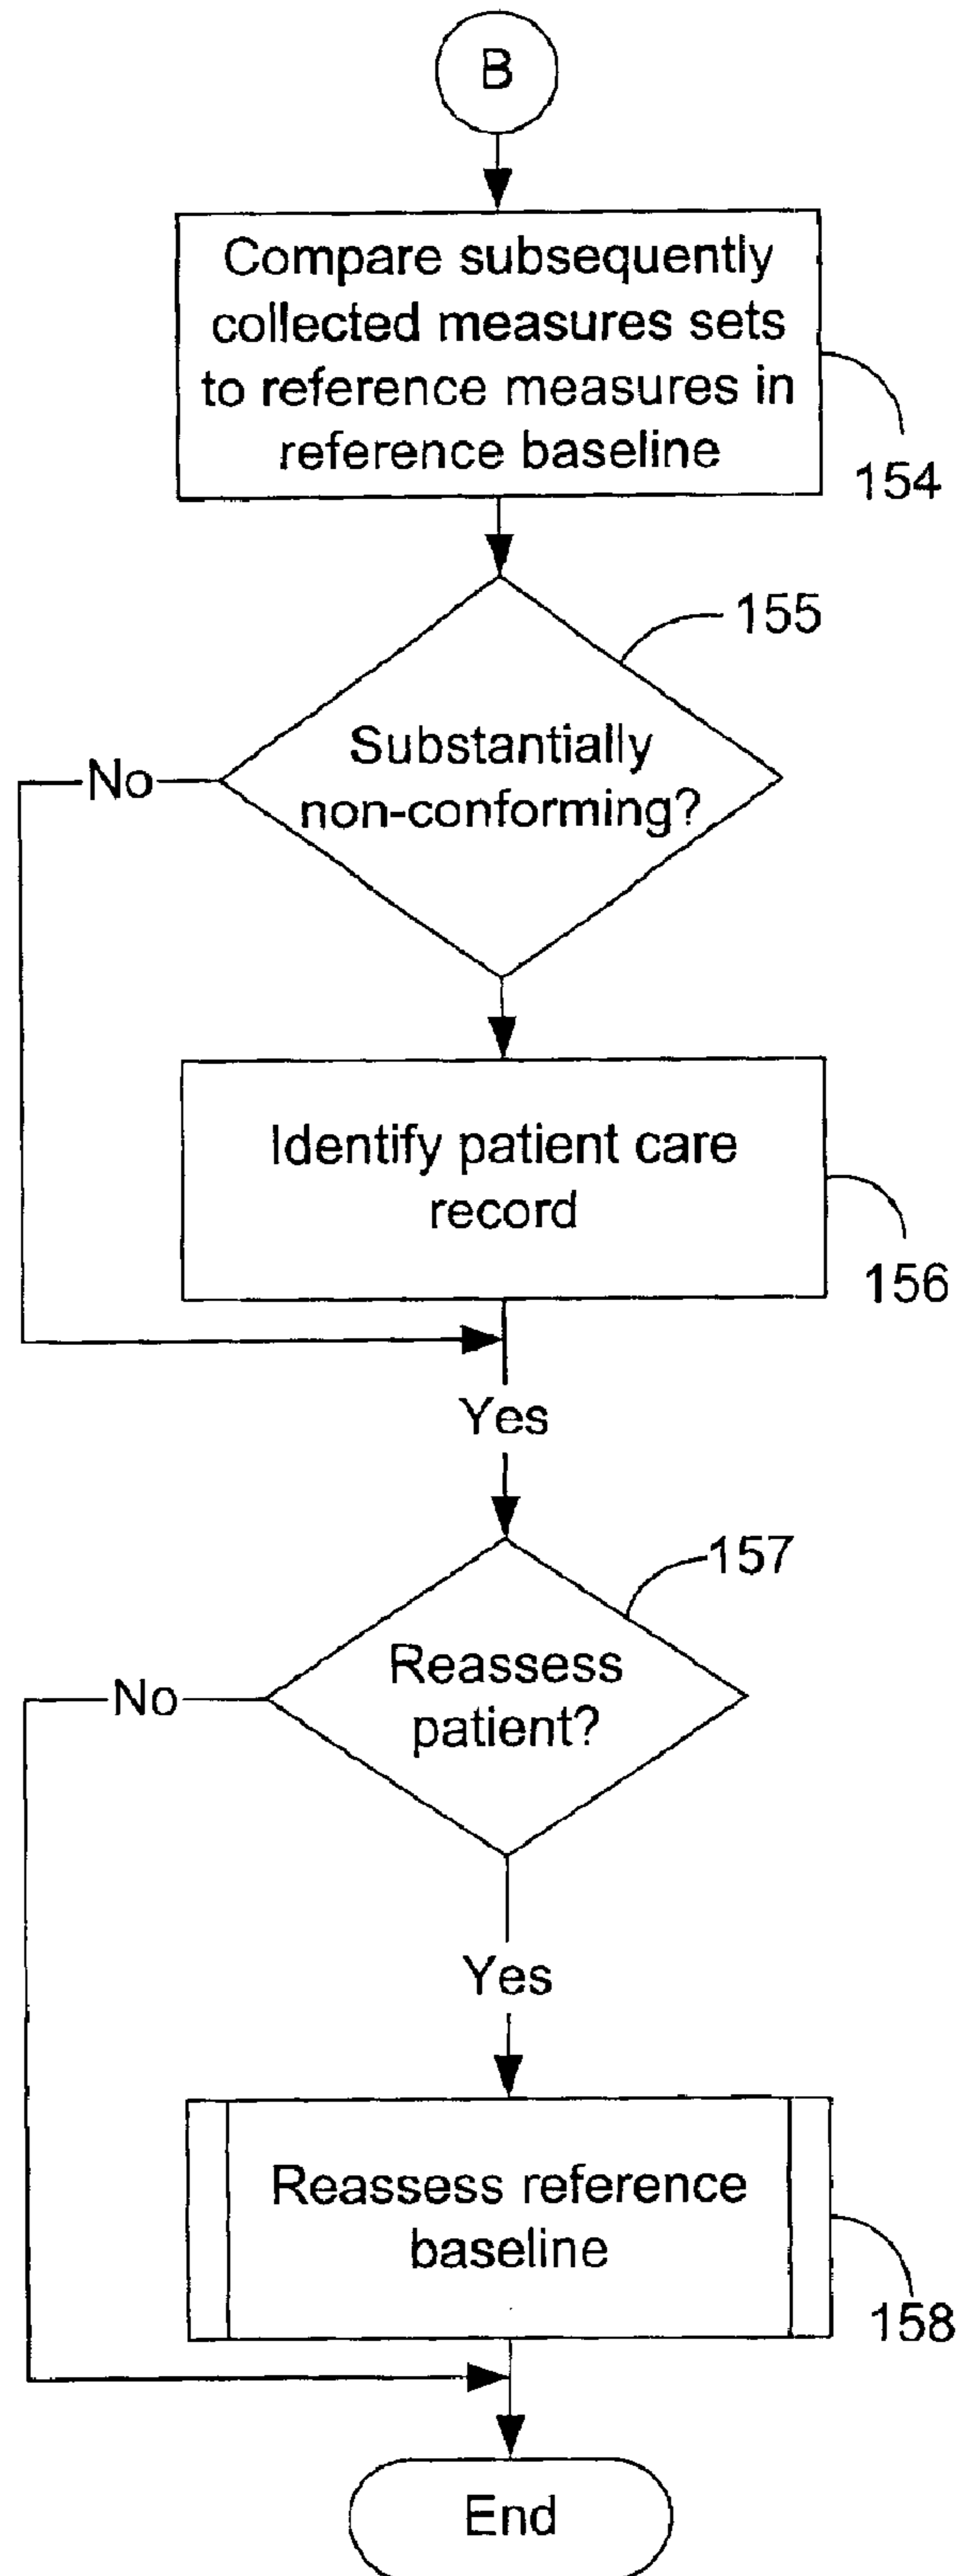 B
Compare subsequently
collected measures sets
to reference measures in
reference baseline
154
155
Substantially
non-conforming?
No
Identify patient care
record
156
Yes
157
Reassess
patient?
No
Yes
Reassess reference
baseline
158
End